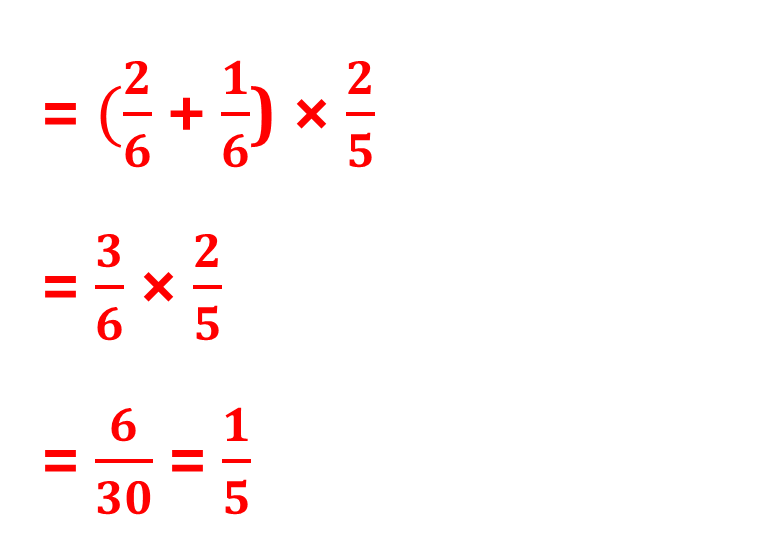 = (2/6 + 1/6) × 2/5
= 3/6 × 2/5
= 6/30 = 1/5